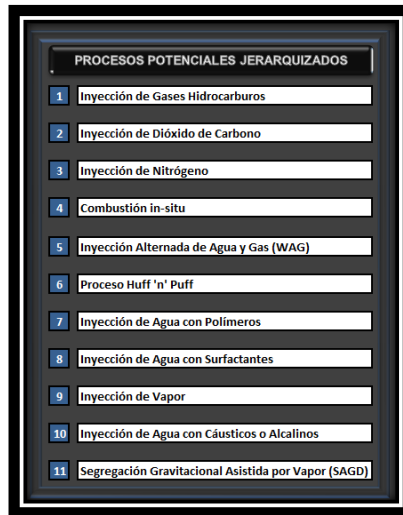 PROCESOS POTENCIALES JERARQUIZADOS
1 Inyección de Gases Hidrocarburos
2 Inyección de Dióxido de Carbono
3 Inyección de Nitrógeno
4 Combustión in-situ
5 Inyección Alternada de Agua y Gas (WAG)
6 Proceso Huff 'n' Puff
7 Inyección de Agua con Polímeros
8 Inyección de Agua con Surfactantes
9 Inyección de Vapor
10 Inyección de Agua con Cáusticos o Alcalinos
11 Segregación Gravitacional Asistida por Vapor (SAGD)